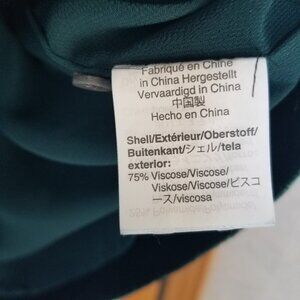 Fabriqué en Chine
in China Hergestellt
Vervaardigd in China
中国製
Hecho en China
Shell/Extérieur/Oberstoff/
Buitenkant/シェル/tela
exterior:
75% Viscose/Viscose/
Viskose/Viscose/ビスコ
ース/viscosa